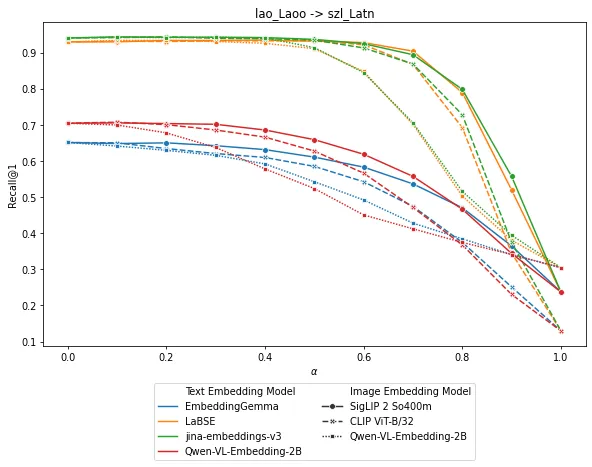 lao_Laoo -> szl_Latn
Recall@1
0.9
0.8
0.7
0.6
0.5
0.4
0.3
0.2
0.1
0.0 0.2 0.4 0.6 0.8 1.0
α
Text Embedding Model Image Embedding Model
EmbeddingGemma SigLIP 2 So400m
LaBSE CLIP ViT-B/32
jina-embeddings-v3 Qwen-VL-Embedding-2B
Qwen-VL-Embedding-2B